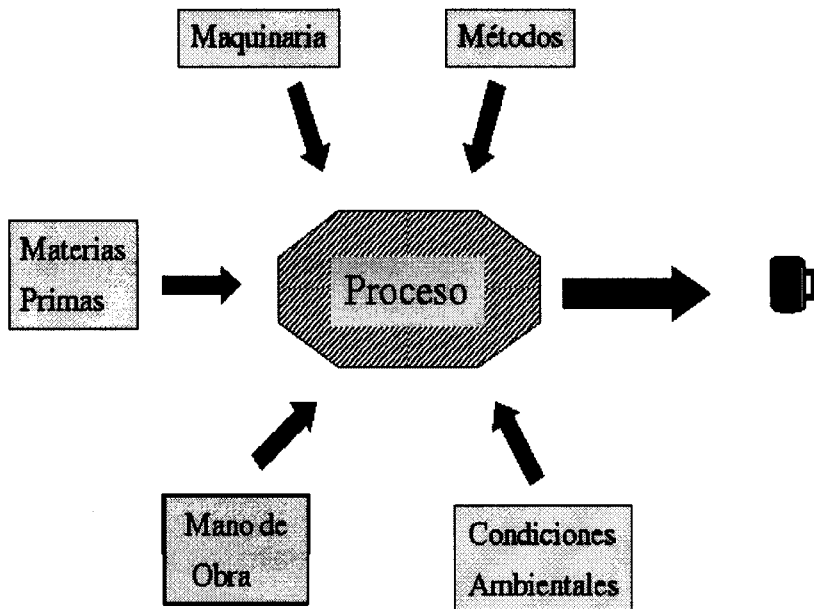 Maquinaria
Métodos
Materias
Primas
Proceso
Mano de
Obra
Condiciones
Ambientales